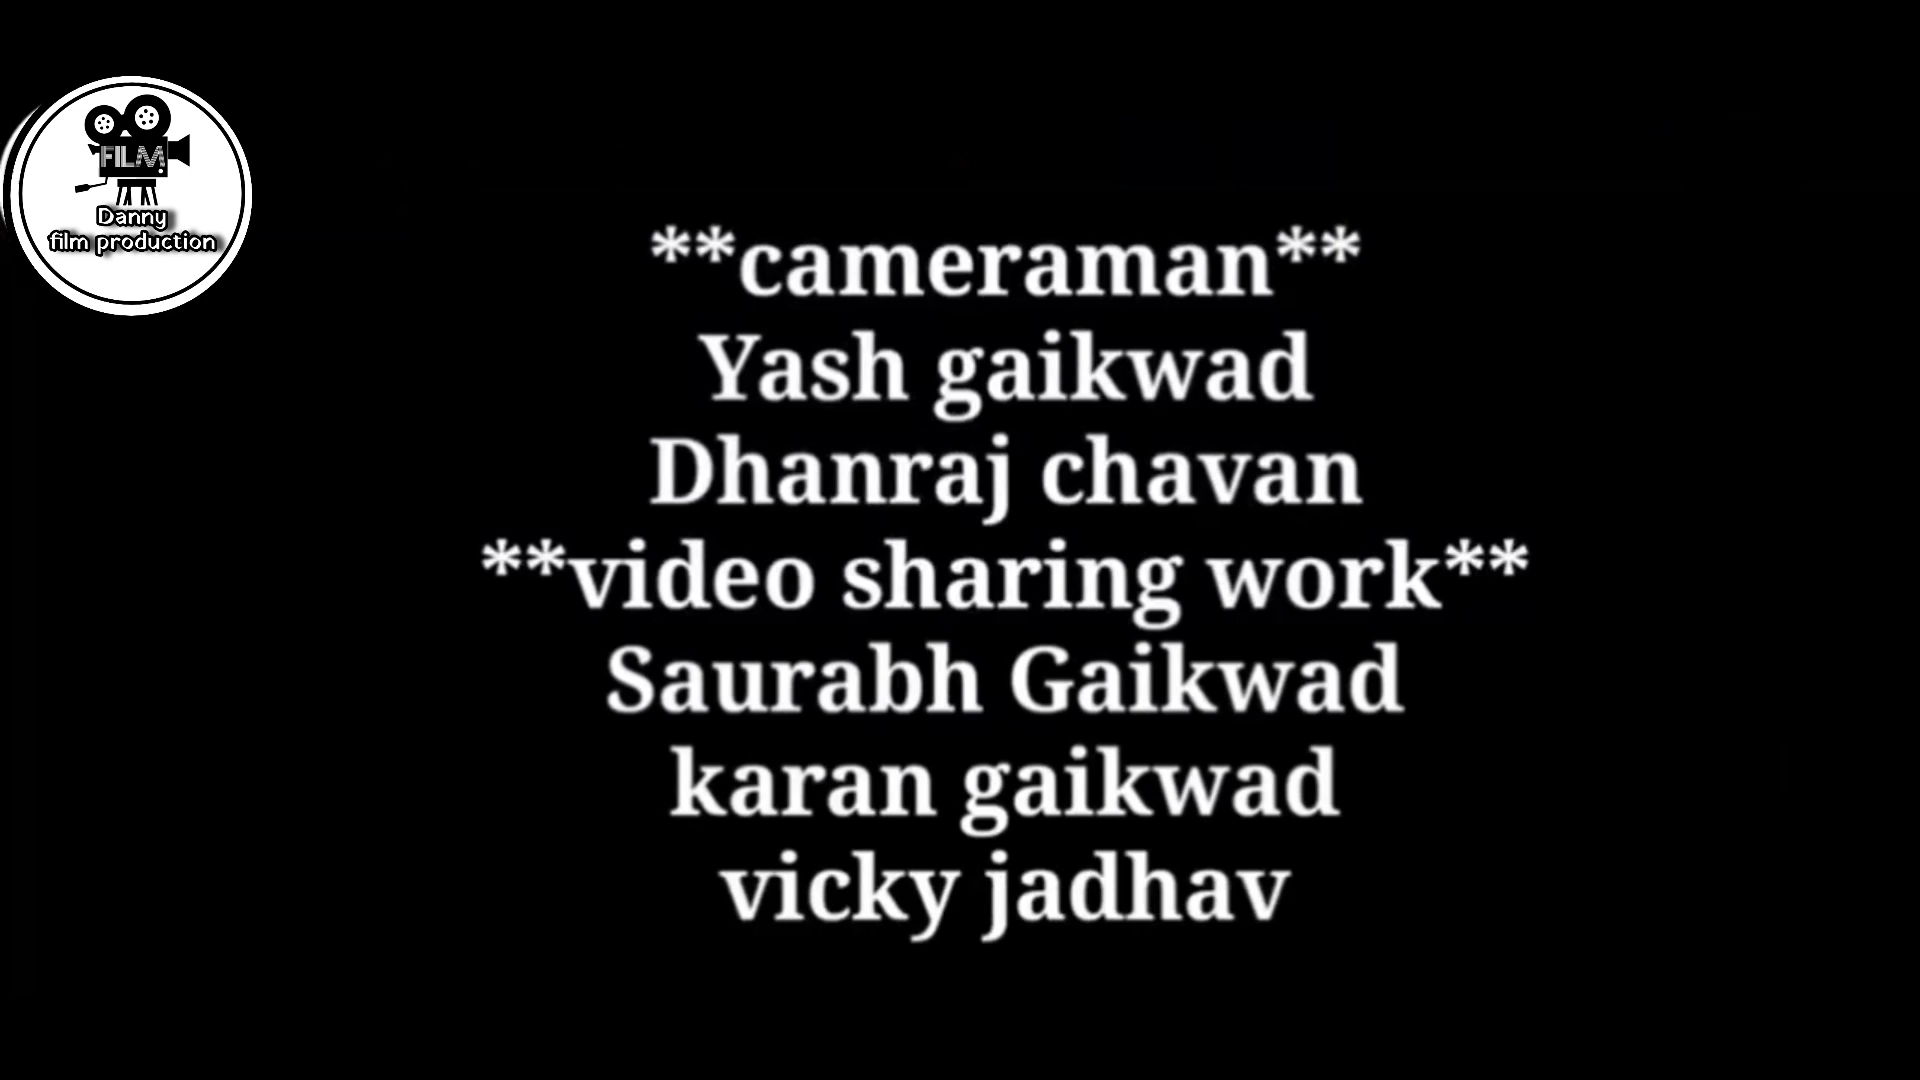 FILM
Danny
film production
**cameraman**
Yash gaikwad
Dhanraj chavan
**video sharing work**
Saurabh Gaikwad
karan gaikwad
vicky jadhav